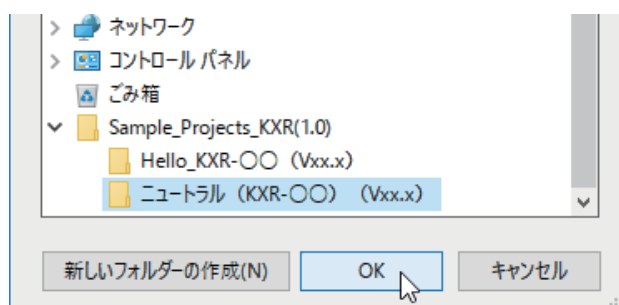 ネットワーク
コントロール パネル
ごみ箱
Sample_Projects_KXR(1.0)
Hello_KXR-〇〇（Vxx.x）
ニュートラル（KXR-〇〇）（Vxx.x）
新しいフォルダーの作成(N) OK キャンセル